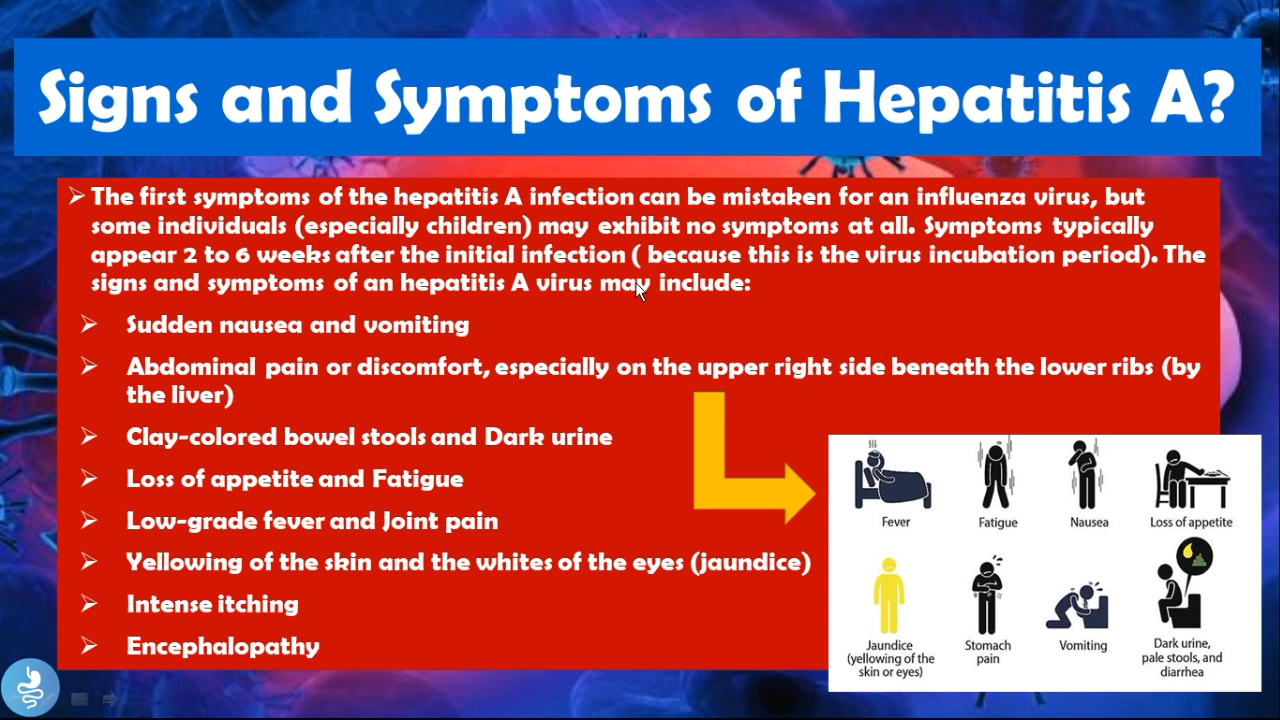 Signs and Symptoms of Hepatitis A?
The first symptoms of the hepatitis A infection can be mistaken for an influenza virus, but
some individuals (especially children) may exhibit no symptoms at all. Symptoms typically
appear 2 to 6 weeks after the initial infection ( because this is the virus incubation period). The
signs and symptoms of an hepatitis A virus may include:
Sudden nausea and vomiting
Abdominal pain or discomfort, especially on the upper right side beneath the lower ribs (by
the liver)
Clay-colored bowel stools and Dark urine
Loss of appetite and Fatigue
Low-grade fever and Joint pain
Yellowing of the skin and the whites of the eyes (jaundice)
Intense itching
Encephalopathy
Fever
Fatigue
Nausea
Loss of appetite
Jaundice
(yellowing of the
skin or eyes)
Stomach
pain
Vomiting
Dark urine,
pale stools, and
diarrhea